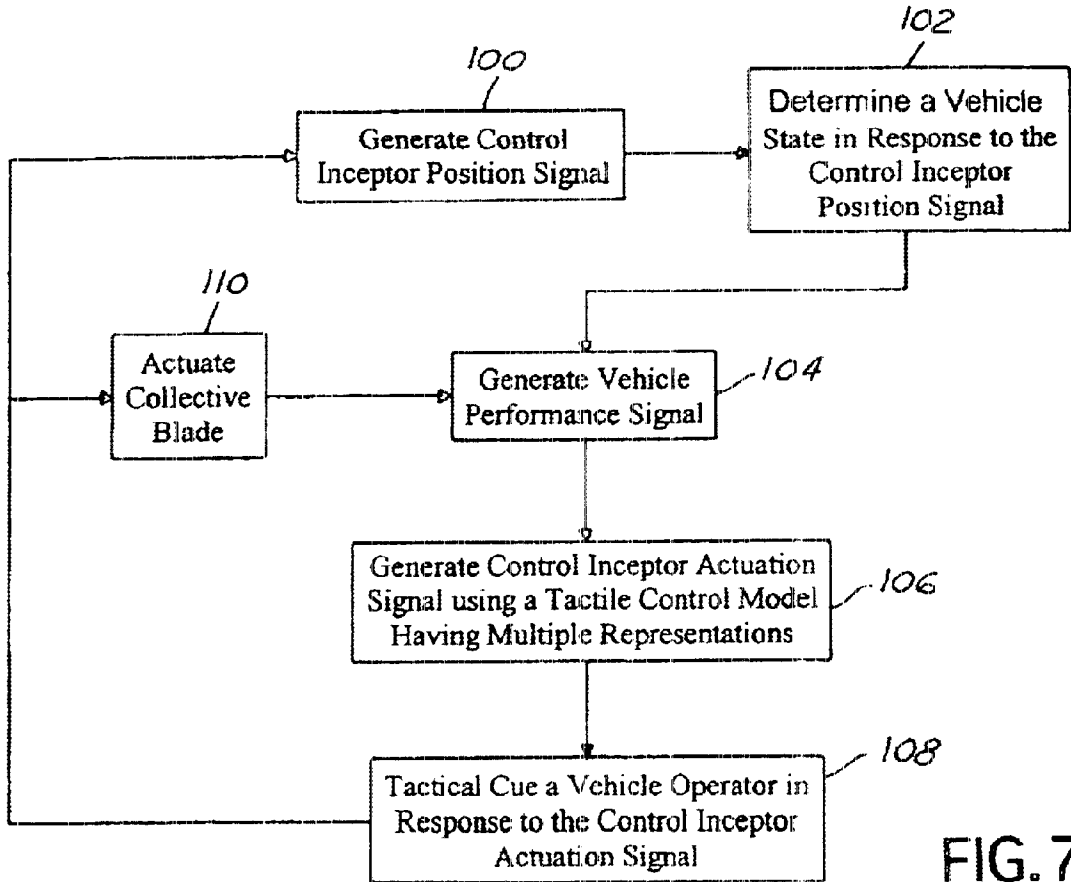 100
Generate Control
Inceptor Position Signal
102
Determine a Vehicle
State in Response to the
Control Inceptor
Position Signal
110
Actuate
Collective
Blade
Generate Vehicle
Performance Signal
104
Generate Control Inceptor Actuation
Signal using a Tactile Control Model
Having Multiple Representations
106
Tactical Cue a Vehicle Operator in
Response to the Control Inceptor
Actuation Signal
108
FIG. 7